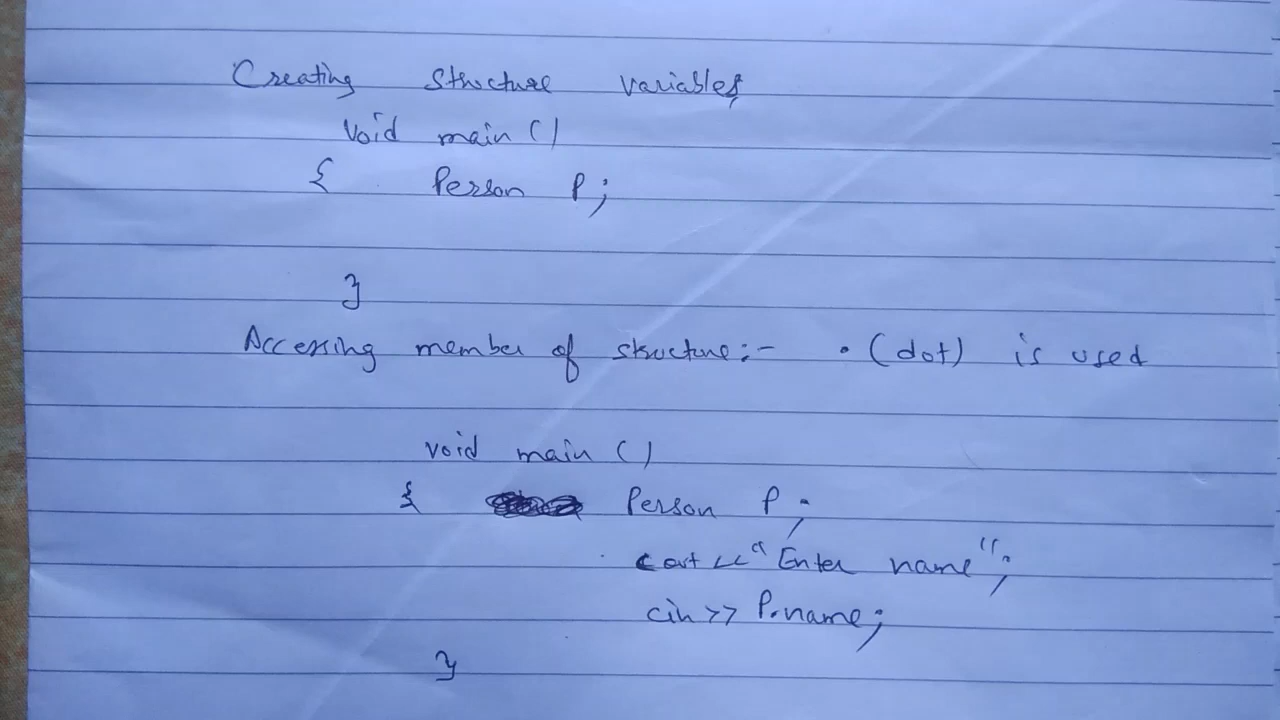 Creating Structure variables,
Void main ()
{ Person P;
}
Accessing member of structure:- . (dot) is used
void main ()
{ Person P;
cout <<"Enter name";
cin >> P.name;
}